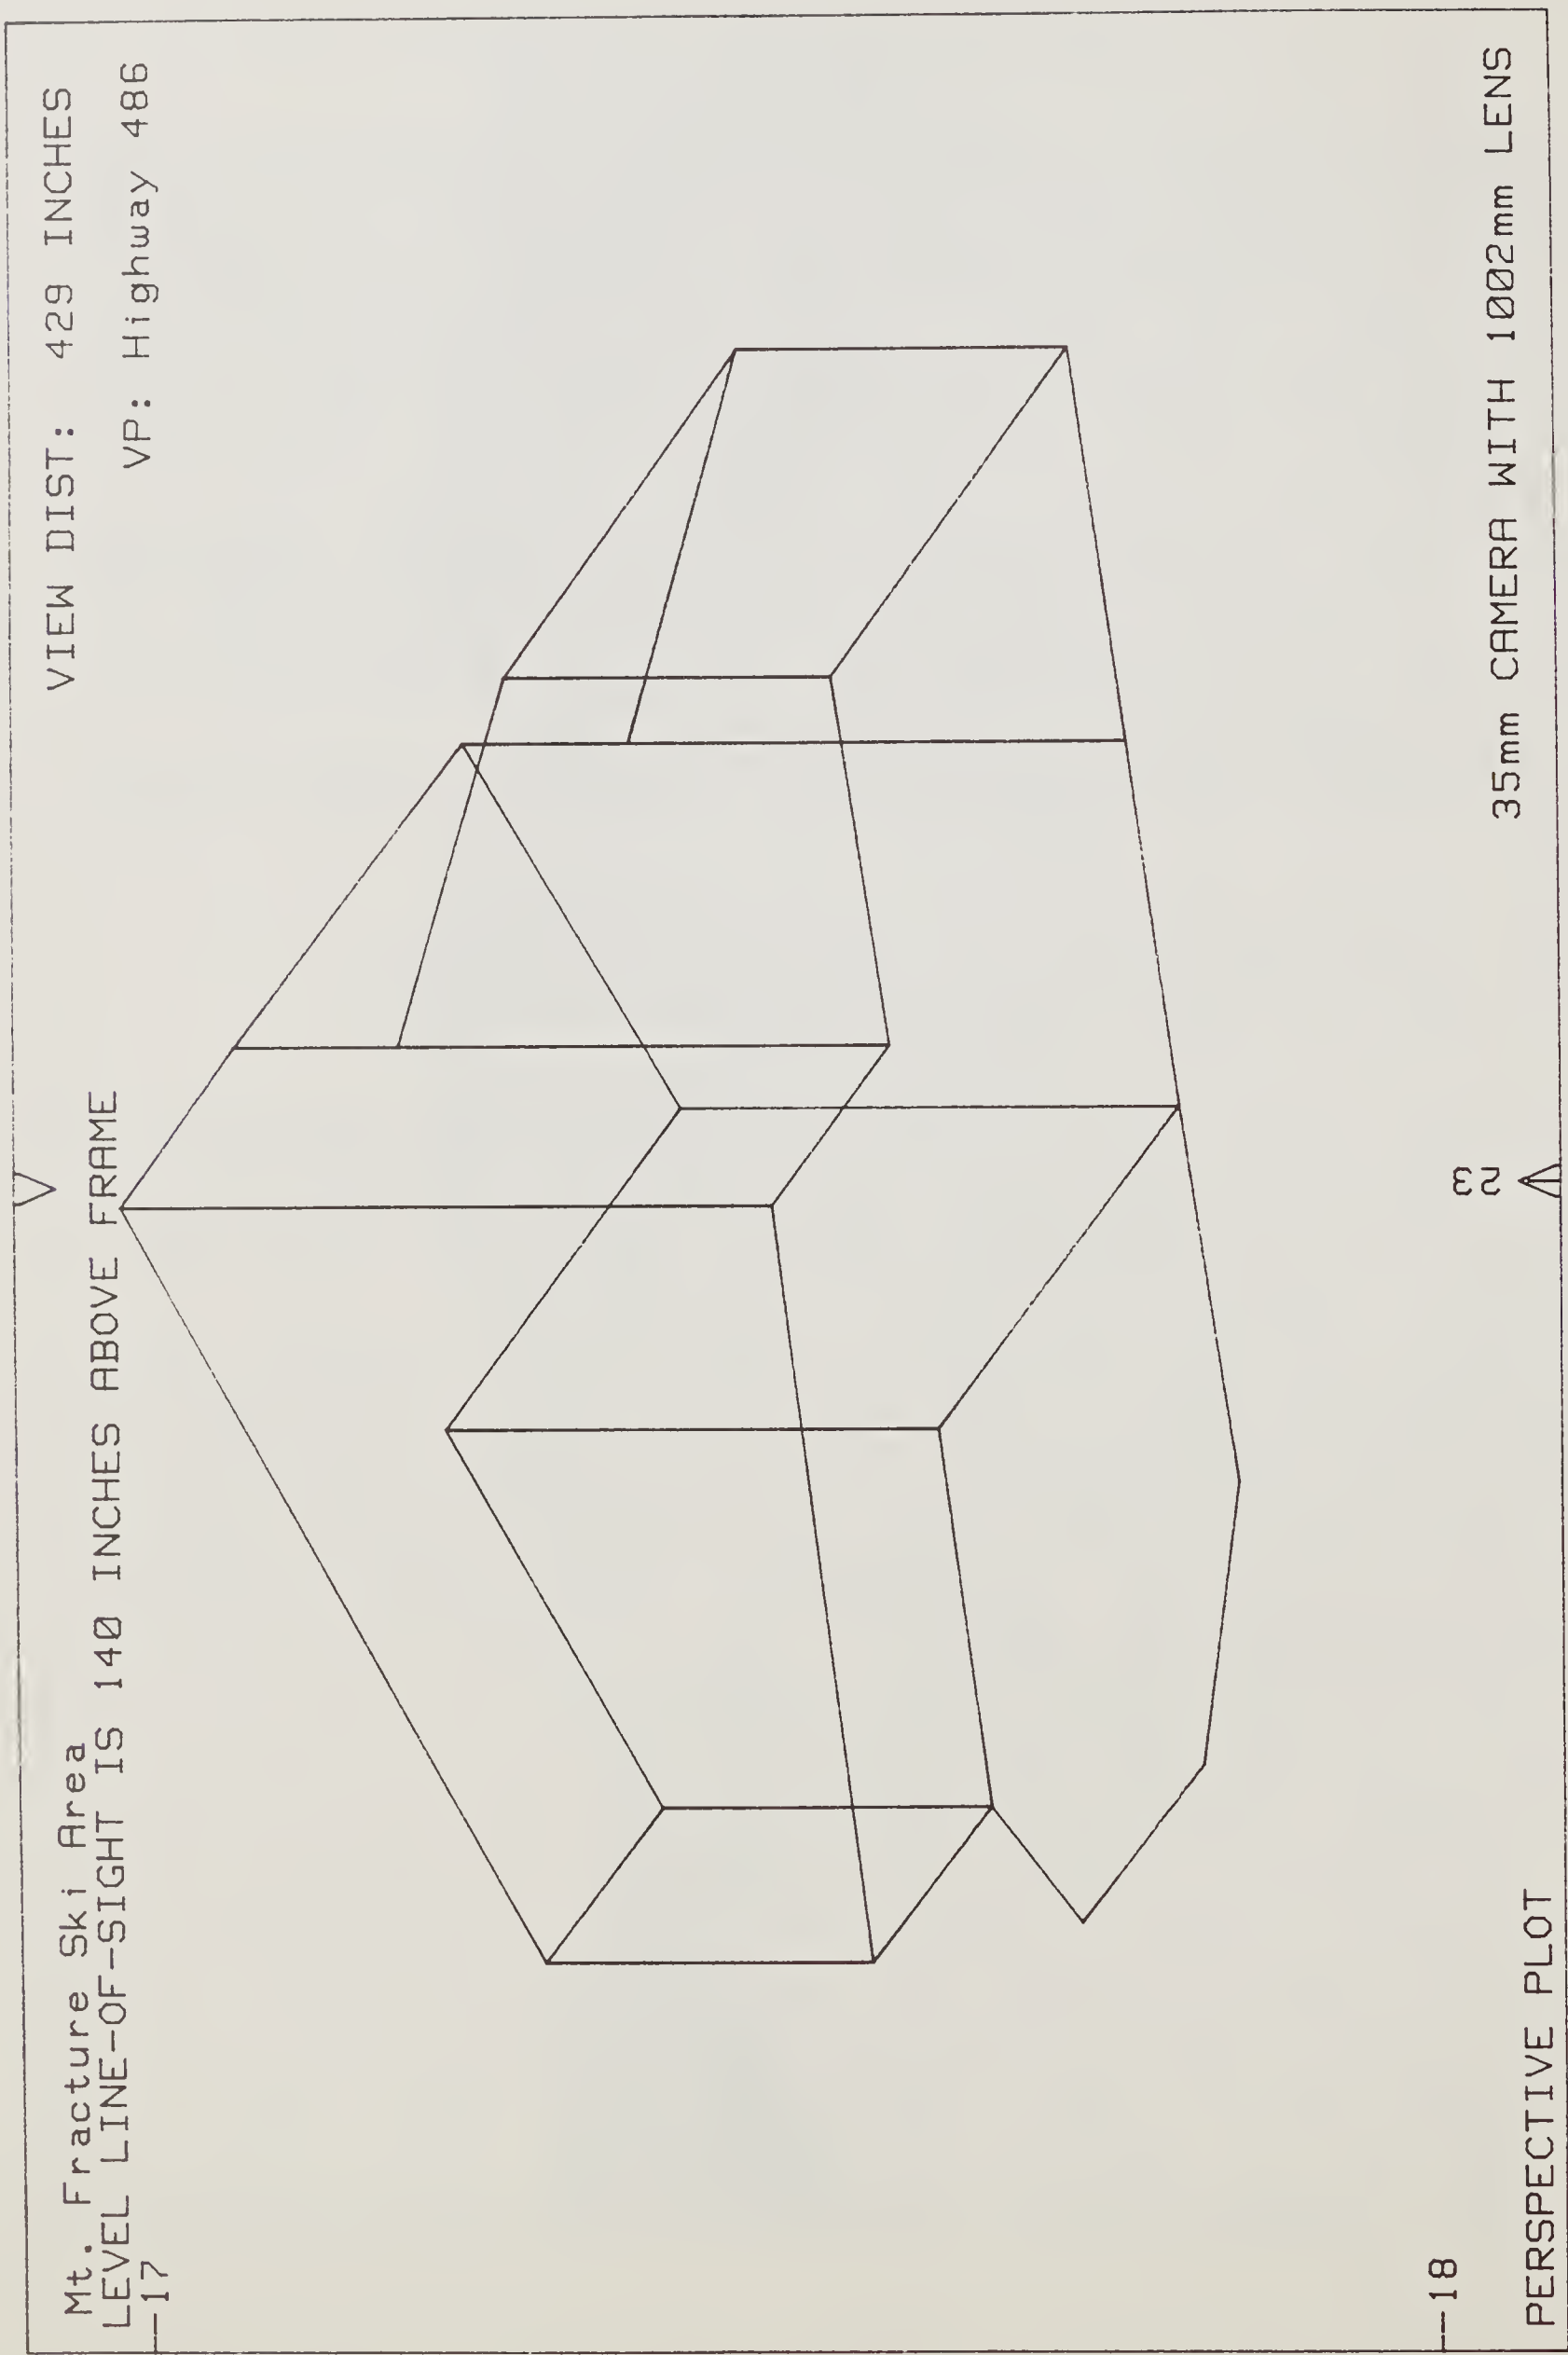 Mt. Fracture Ski Area
VIEW DIST: 429 INCHES
LEVEL LINE-OF-SIGHT IS 140 INCHES ABOVE FRAME
VP: Highway 486
-17
-18
23
PERSPECTIVE PLOT
35mm CAMERA WITH 1002mm LENS